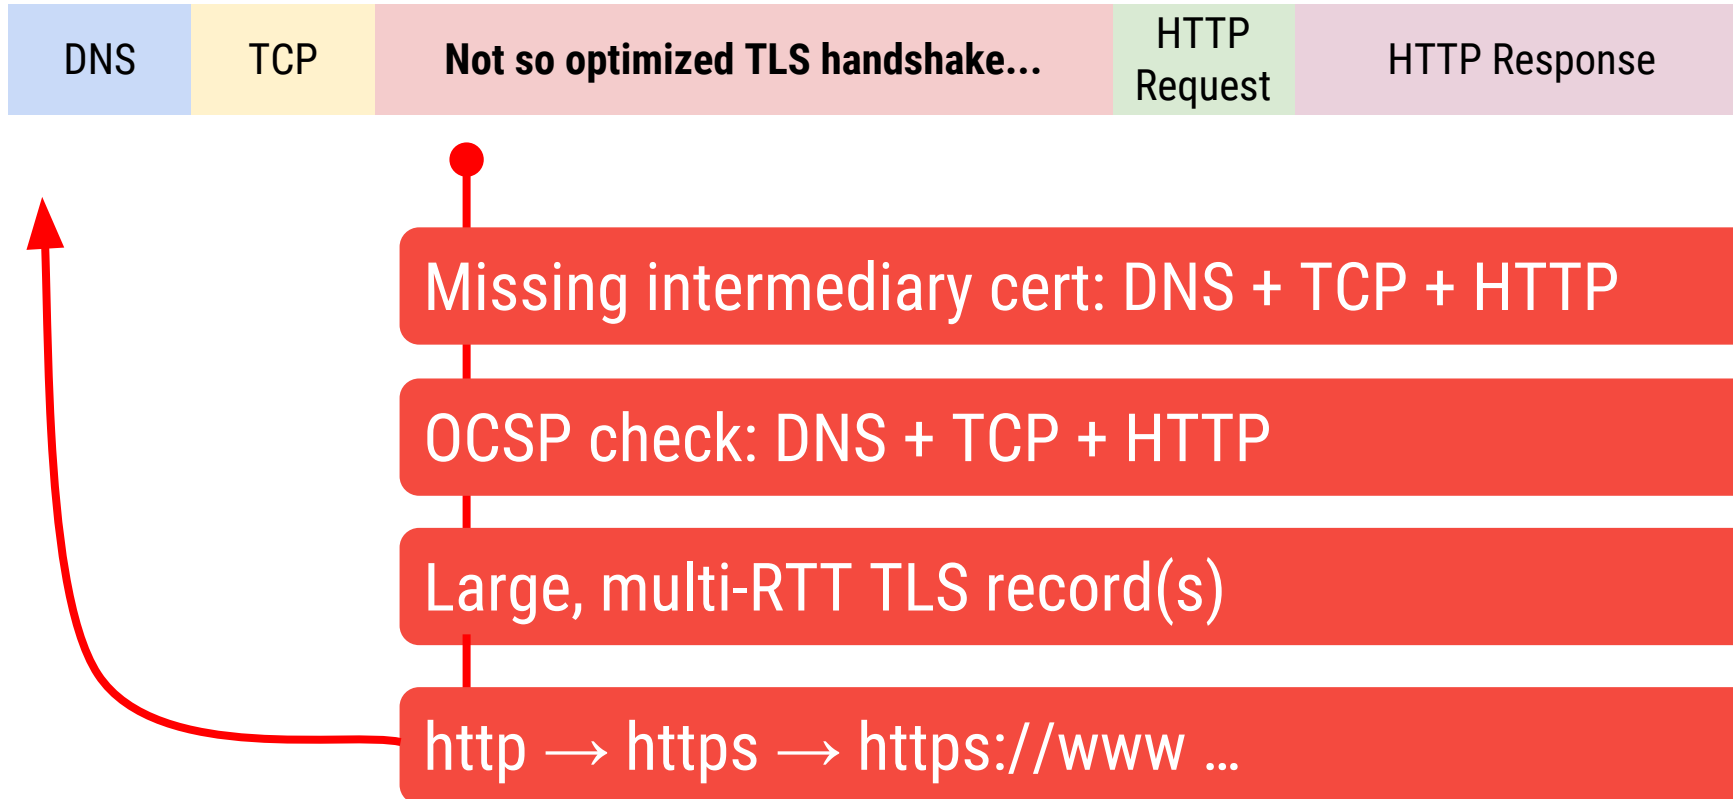 DNS
TCP
Not so optimized TLS handshake...
HTTP
Request
HTTP Response
Missing intermediary cert: DNS + TCP + HTTP
OCSP check: DNS + TCP + HTTP
Large, multi-RTT TLS record(s)
http → https → https://www ...